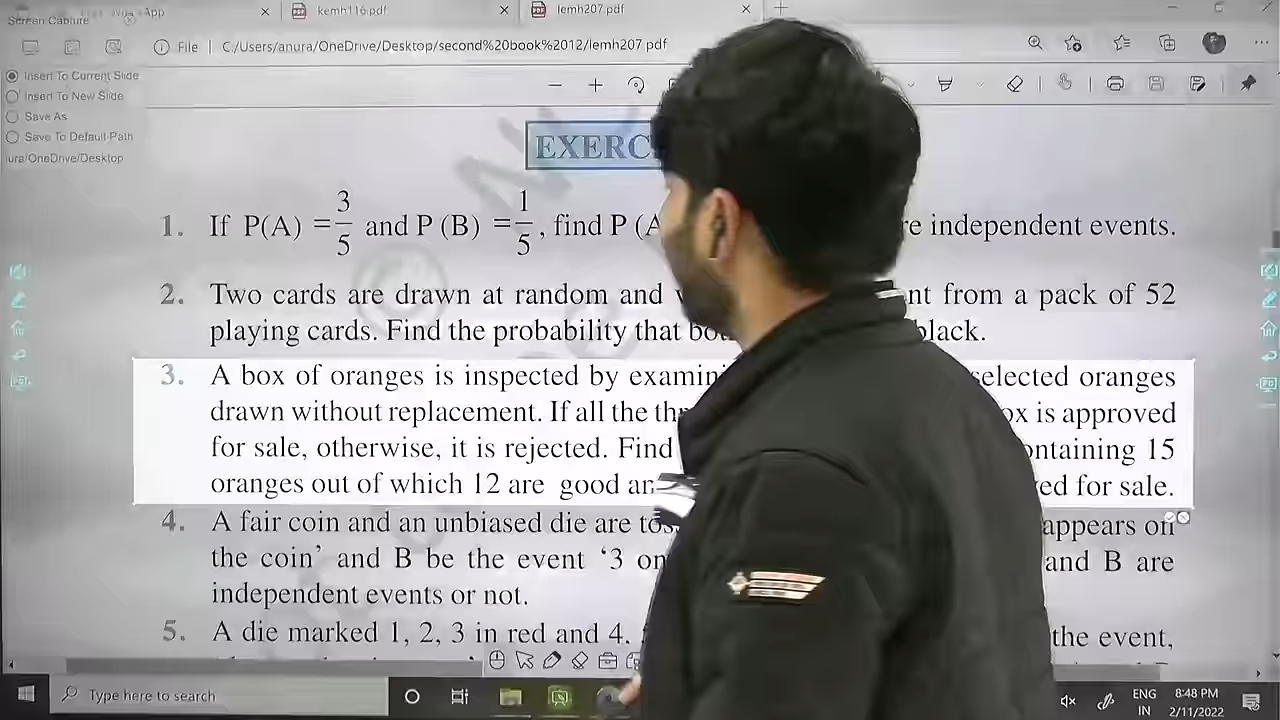 App
kemh116.pdf
lemh207 pdf
Screen Capture
File | C:/Users/anura/OneDrive/Desktop/second%20book%2012/lemh207 pdf
Insert To Current Slide
Insert To New Slide
Save As
Save To Default Path
ura/OneDrive/Desktop
EXERC
1. If P(A) = 3/5 and P (B) = 1/5, find P (A re independent events.
2. Two cards are drawn at random and nt from a pack of 52
playing cards. Find the probability that bo black.
3. A box of oranges is inspected by examin selected oranges
drawn without replacement. If all the th ox is approved
for sale, otherwise, it is rejected. Find ontaining 15
oranges out of which 12 are good an ed for sale.
4. A fair coin and an unbiased die are tos appears on
the coin’ and B be the event ‘3 on and B are
independent events or not.
5. A die marked 1, 2, 3 in red and 4, the event,
Type here to search
ENG
IN
8:48 PM
2/11/2022